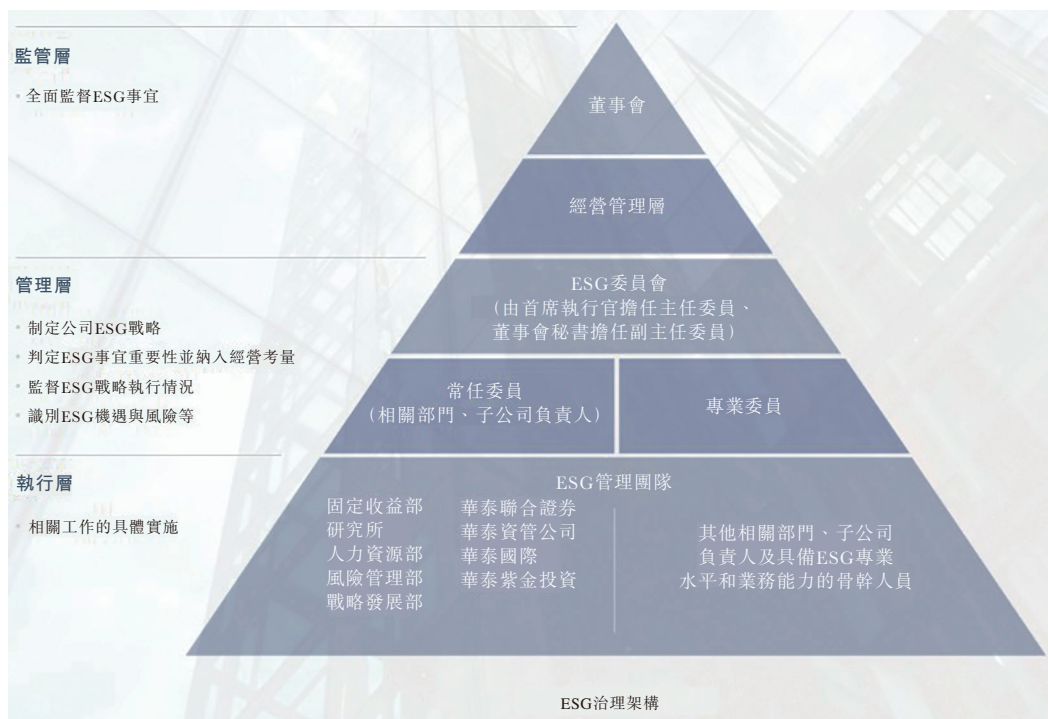 監管層
• 全面監督ESG事宜
管理層
• 制定公司ESG戰略
• 判定ESG事宜重要性並納入經營考量
• 監督ESG戰略執行情況
• 識別ESG機遇與風險等
執行層
• 相關工作的具體實施
董事會
經營管理層
ESG委員會
(由首席執行官擔任主任委員、
董事會秘書擔任副主任委員)
常任委員
(相關部門、子公司負責人)
專業委員
ESG管理團隊
固定收益部
研究所
人力資源部
風險管理部
戰略發展部
華泰聯合證券
華泰資管公司
華泰國際
華泰紫金投資
其他相關部門、子公司
負責人及具備ESG專業
水平和業務能力的骨幹人員
ESG治理架構